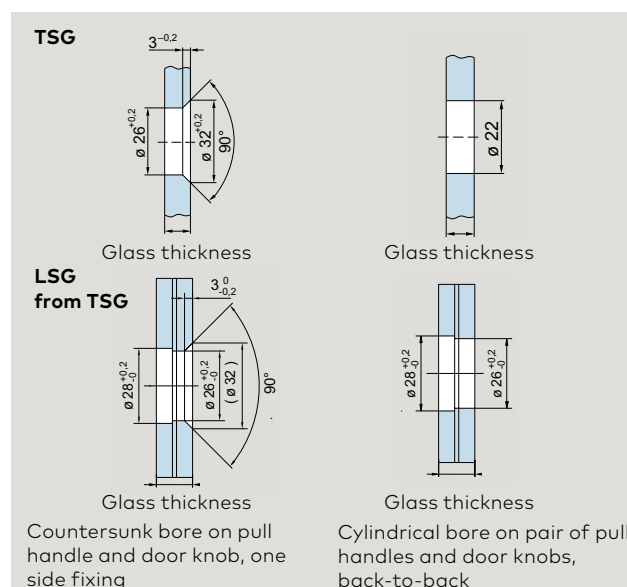 TSG
3-0,2
ø 26+0,2
ø 32+0,2
90°
ø 22
Glass thickness
Glass thickness
LSG
from TSG
3 0 -0,2
ø 28+0,2 -0
ø 26+0,2 -0
( ø 32 )
90°
ø 28+0,2 -0
ø 26+0,2 -0
Glass thickness
Glass thickness
Countersunk bore on pull
handle and door knob, one
side fixing
Cylindrical bore on pair of pull
handles and door knobs,
back-to-back